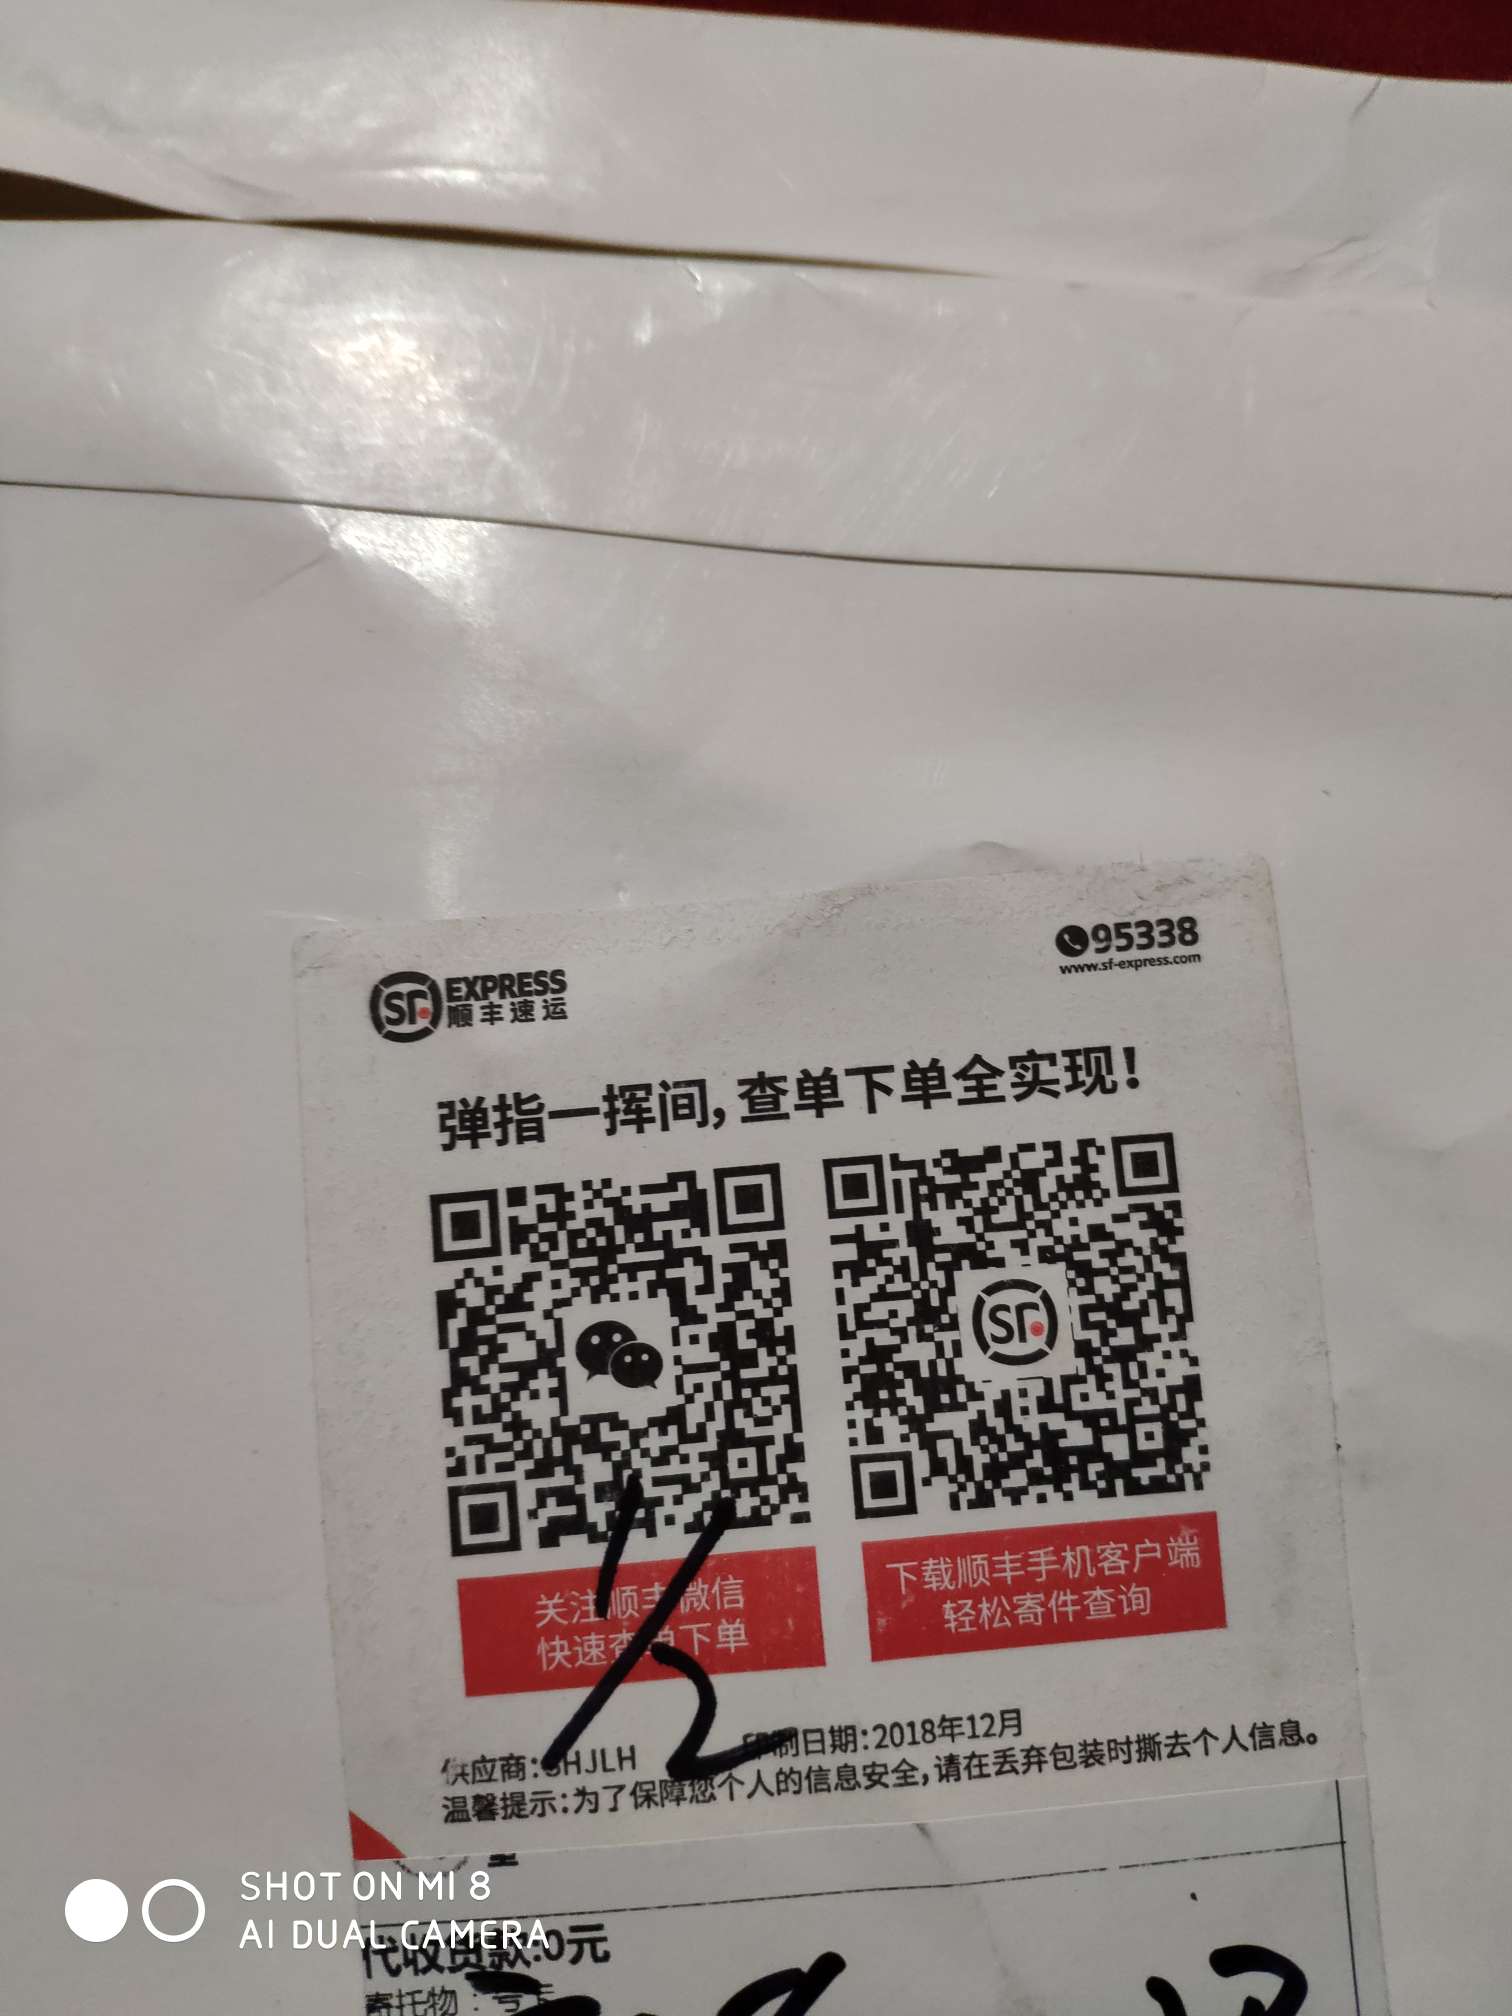 SF EXPRESS
顺丰速运
95338
www.sf-express.com
弹指一挥间，查单下单全实现！
SF
关注顺丰微信
快速查单下单
下载顺丰手机客户端
轻松寄件查询
供应商：SHJLH 印制日期：2018年12月
温馨提示：为了保障您个人的信息安全，请在丢弃包装时撕去个人信息。
代收货款:0元
寄托物：
SHOT ON MI 8
AI DUAL CAMERA